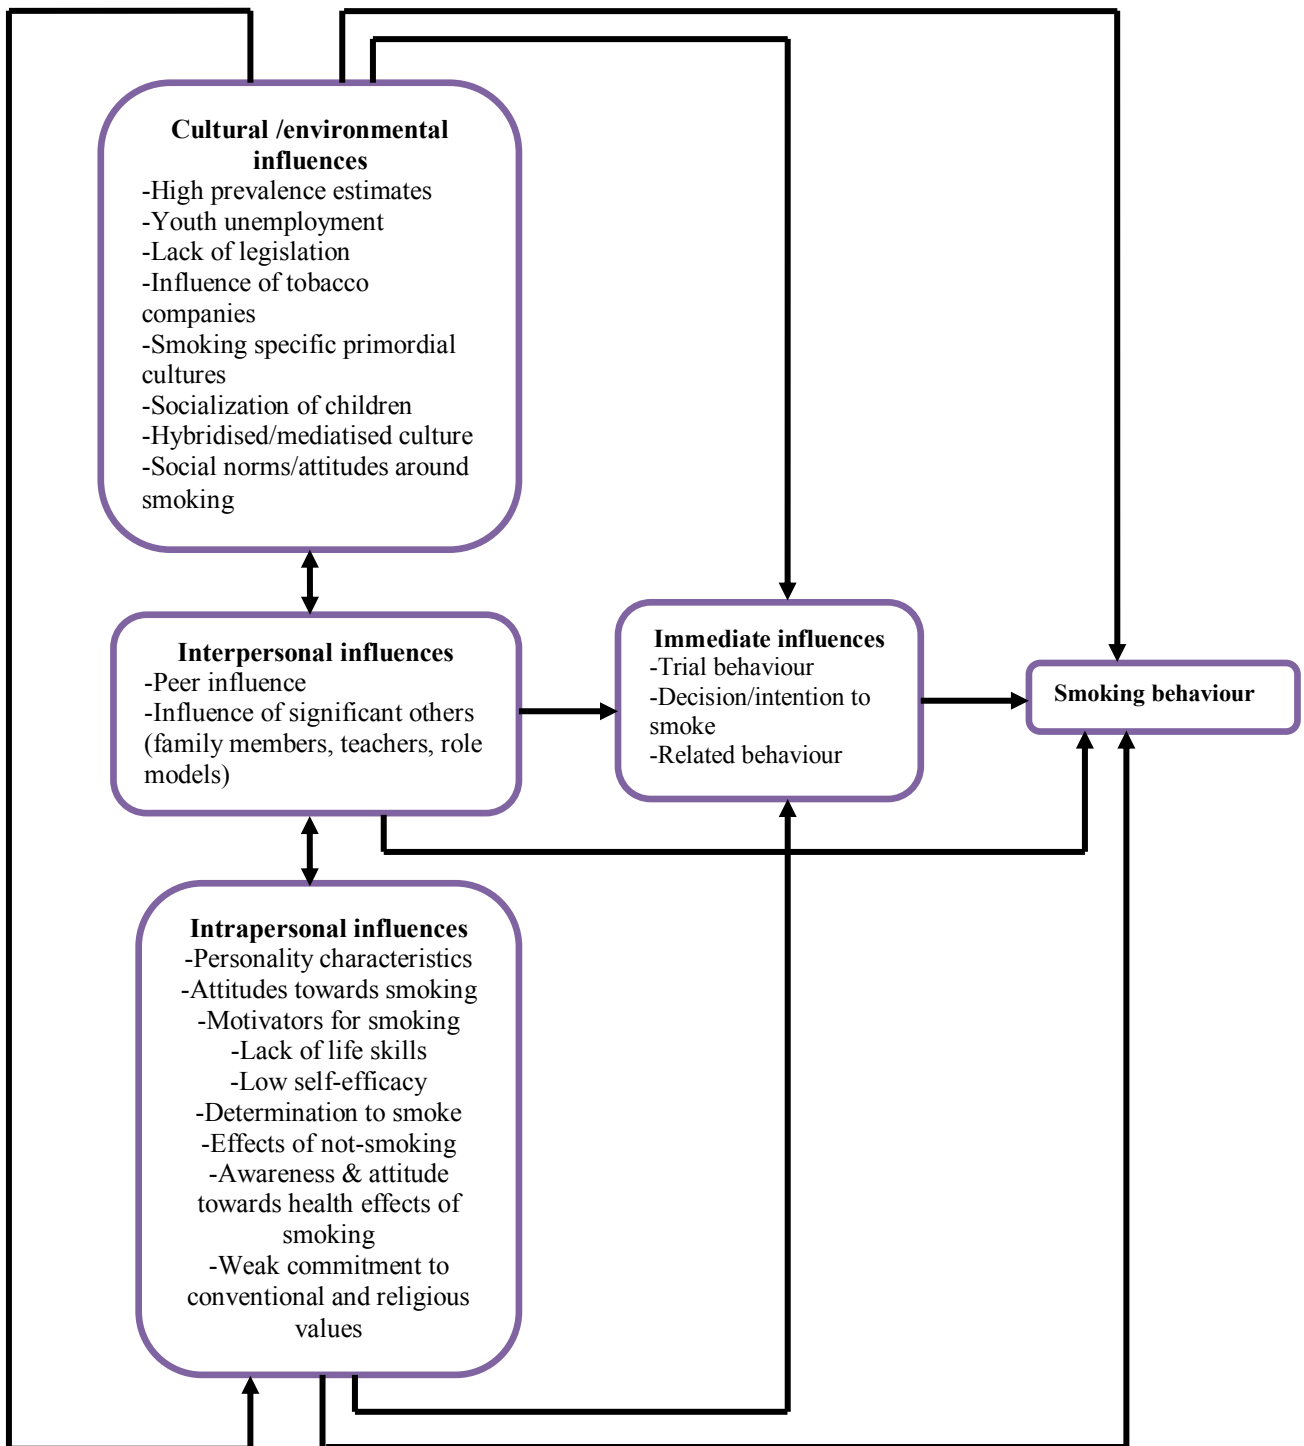 Cultural /environmental
influences
-High prevalence estimates
-Youth unemployment
-Lack of legislation
-Influence of tobacco
companies
-Smoking specific primordial
cultures
-Socialization of children
-Hybridised/mediatised culture
-Social norms/attitudes around
smoking
Interpersonal influences
-Peer influence
-Influence of significant others
(family members, teachers, role
models)
Immediate influences
-Trial behaviour
-Decision/intention to
smoke
-Related behaviour
Smoking behaviour
Intrapersonal influences
-Personality characteristics
-Attitudes towards smoking
-Motivators for smoking
-Lack of life skills
-Low self-efficacy
-Determination to smoke
-Effects of not-smoking
-Awareness & attitude
towards health effects of
smoking
-Weak commitment to
conventional and religious
values